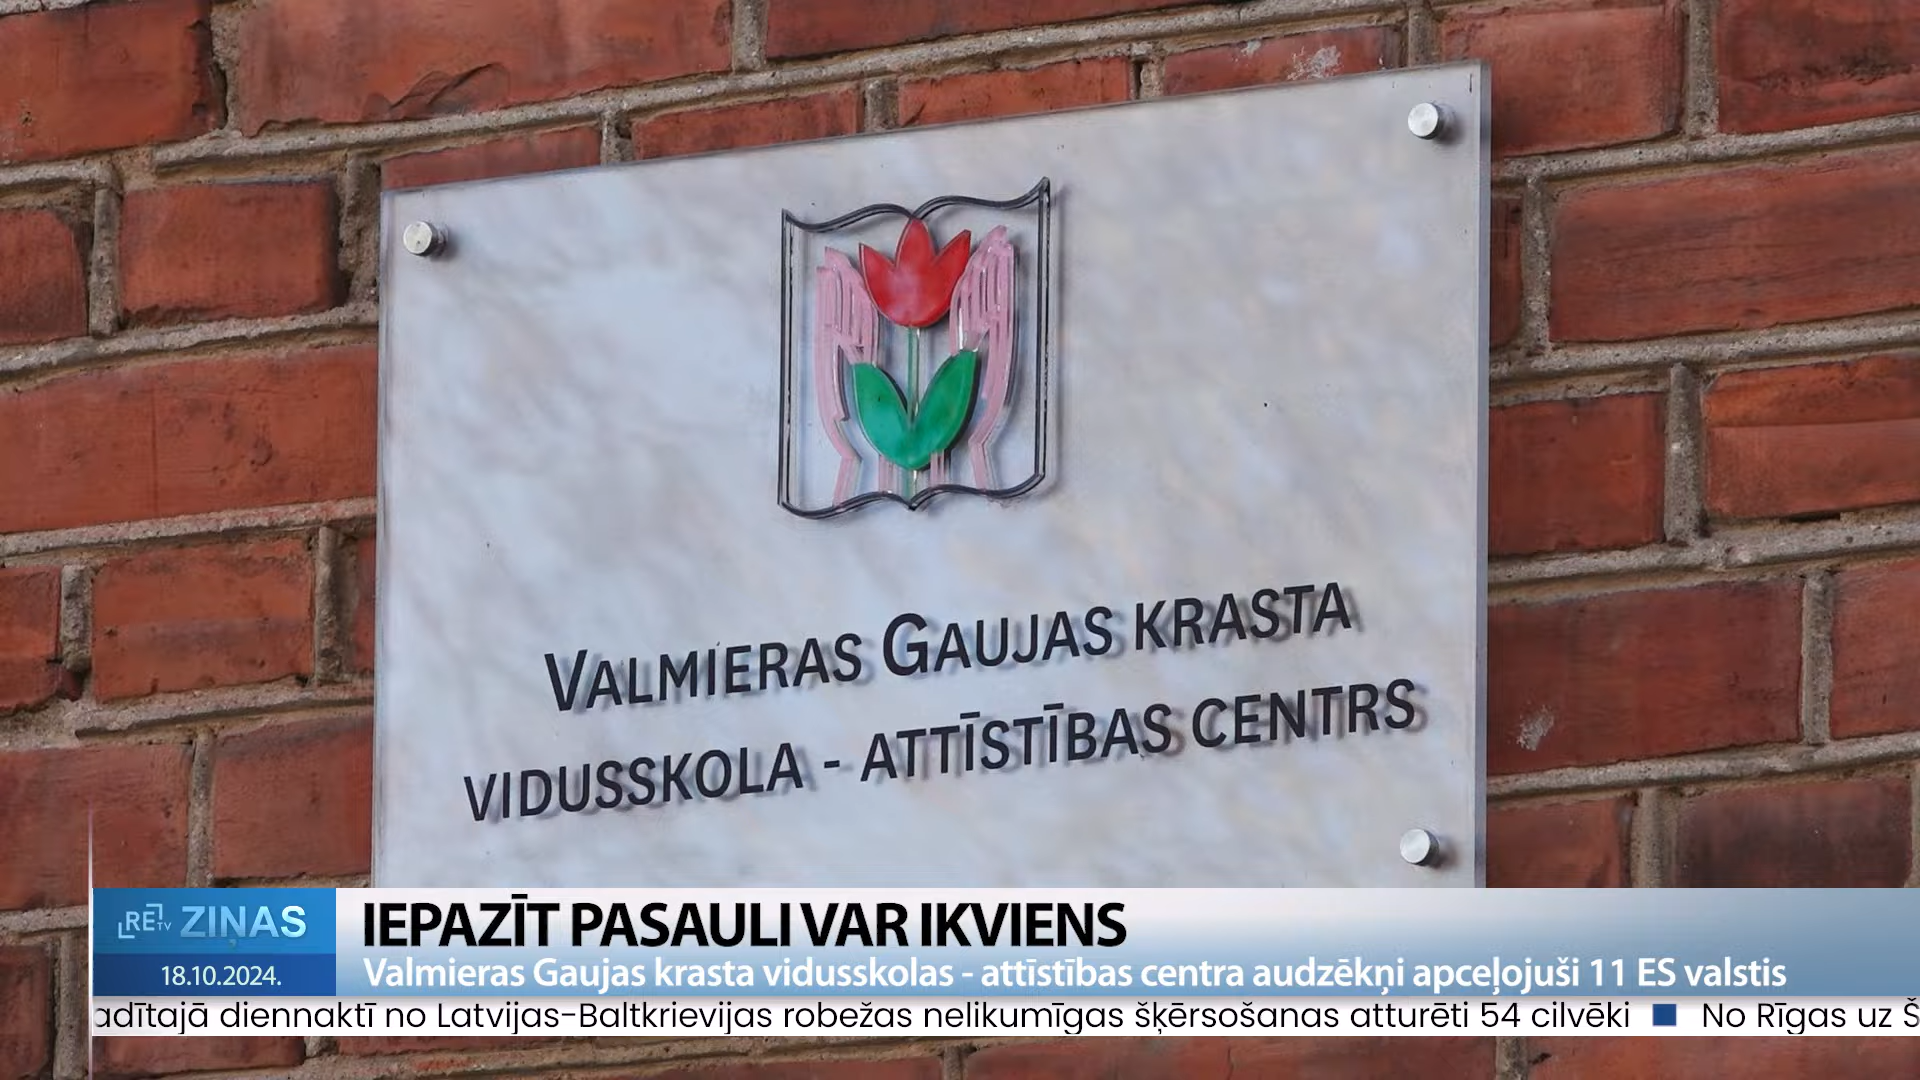 VALMIERAS GAUJAS KRASTA
VIDUSSKOLA - ATTĪSTĪBAS CENTRS
RE TV ZIŅAS
IEPAZĪT PASAULI VAR IKVIENS
18.10.2024.
Valmieras Gaujas krasta vidusskolas - attīstības centra audzēkņi apceļojuši 11 ES valstis
diennaktī no Latvijas-Baltkrievijas robežas nelikumīgas šķērsošanas atturēti 54 cilvēki ■ No Rīgas uz